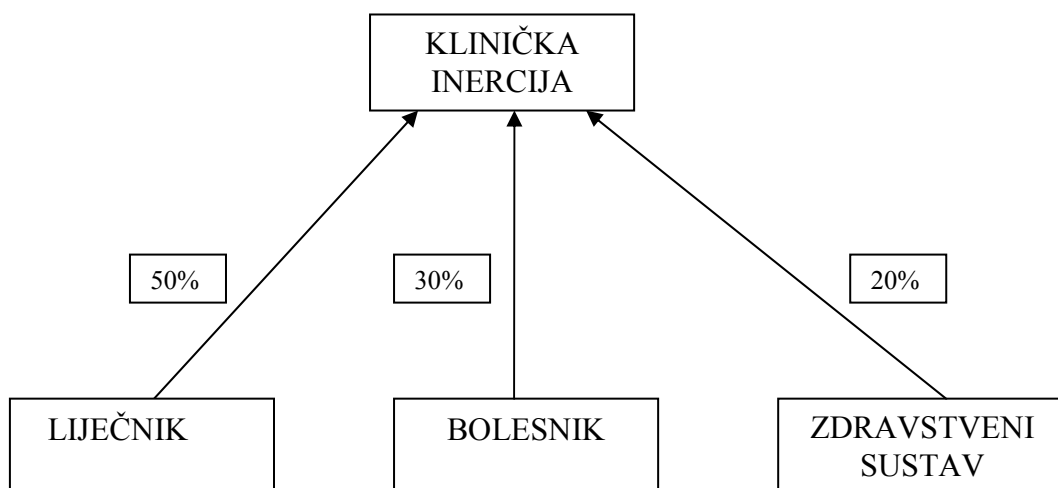 KLINIČKA
INERCIJA
50%
30%
20%
LIJEČNIK
BOLESNIK
ZDRAVSTVENI
SUSTAV